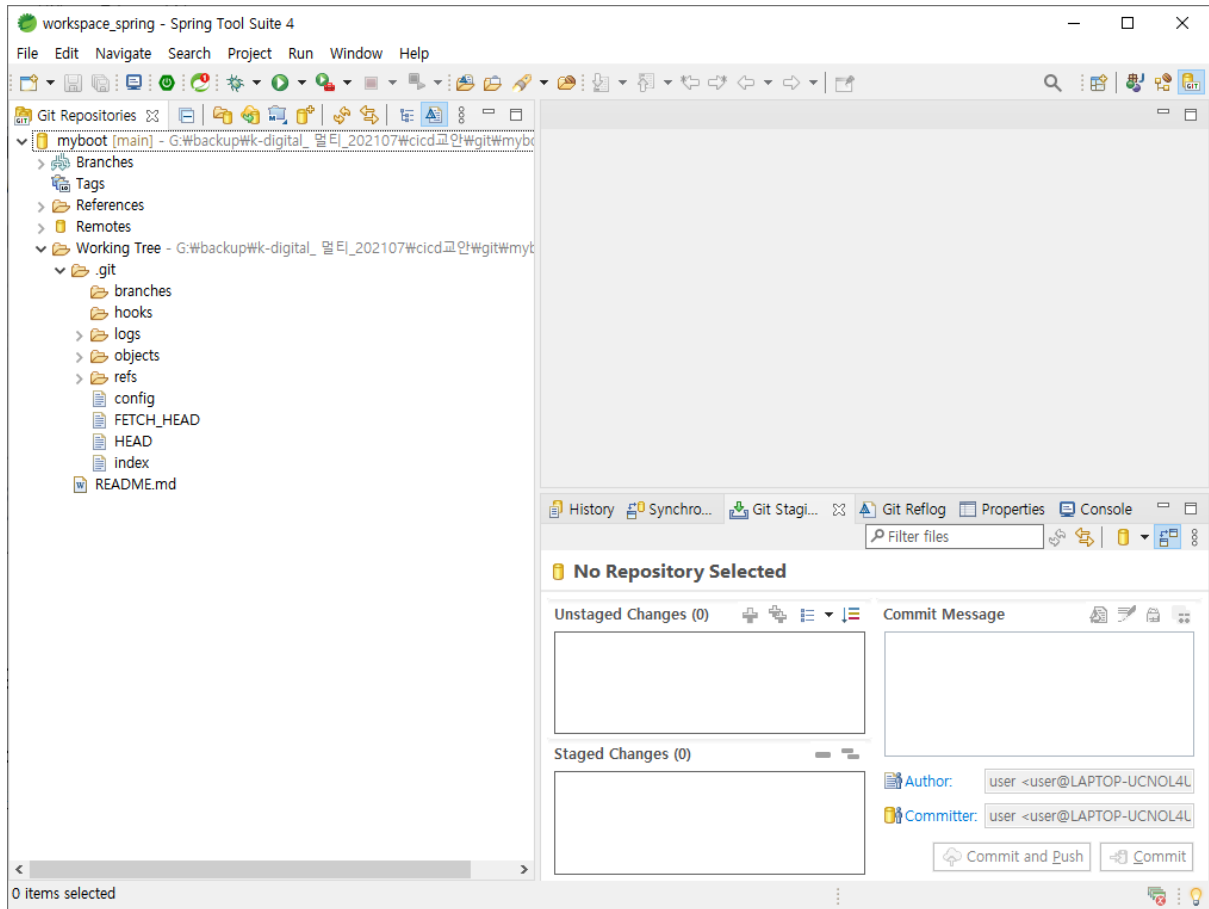 workspace_spring - Spring Tool Suite 4
File Edit Navigate Search Project Run Window Help
Git Repositories
myboot [main] - G:₩backup₩k-digital_ 멀티_202107₩cicd교안₩git₩mybo
Branches
Tags
References
Remotes
Working Tree - G:₩backup₩k-digital_ 멀티_202107₩cicd교안₩git₩myb
.git
branches
hooks
logs
objects
refs
config
FETCH_HEAD
HEAD
index
README.md
History Synchro... Git Stagi... Git Reflog Properties Console
Filter files
No Repository Selected
Unstaged Changes (0)
Commit Message
Staged Changes (0)
Author: user <user@LAPTOP-UCNOL4U
Committer: user <user@LAPTOP-UCNOL4U
Commit and Push Commit
0 items selected